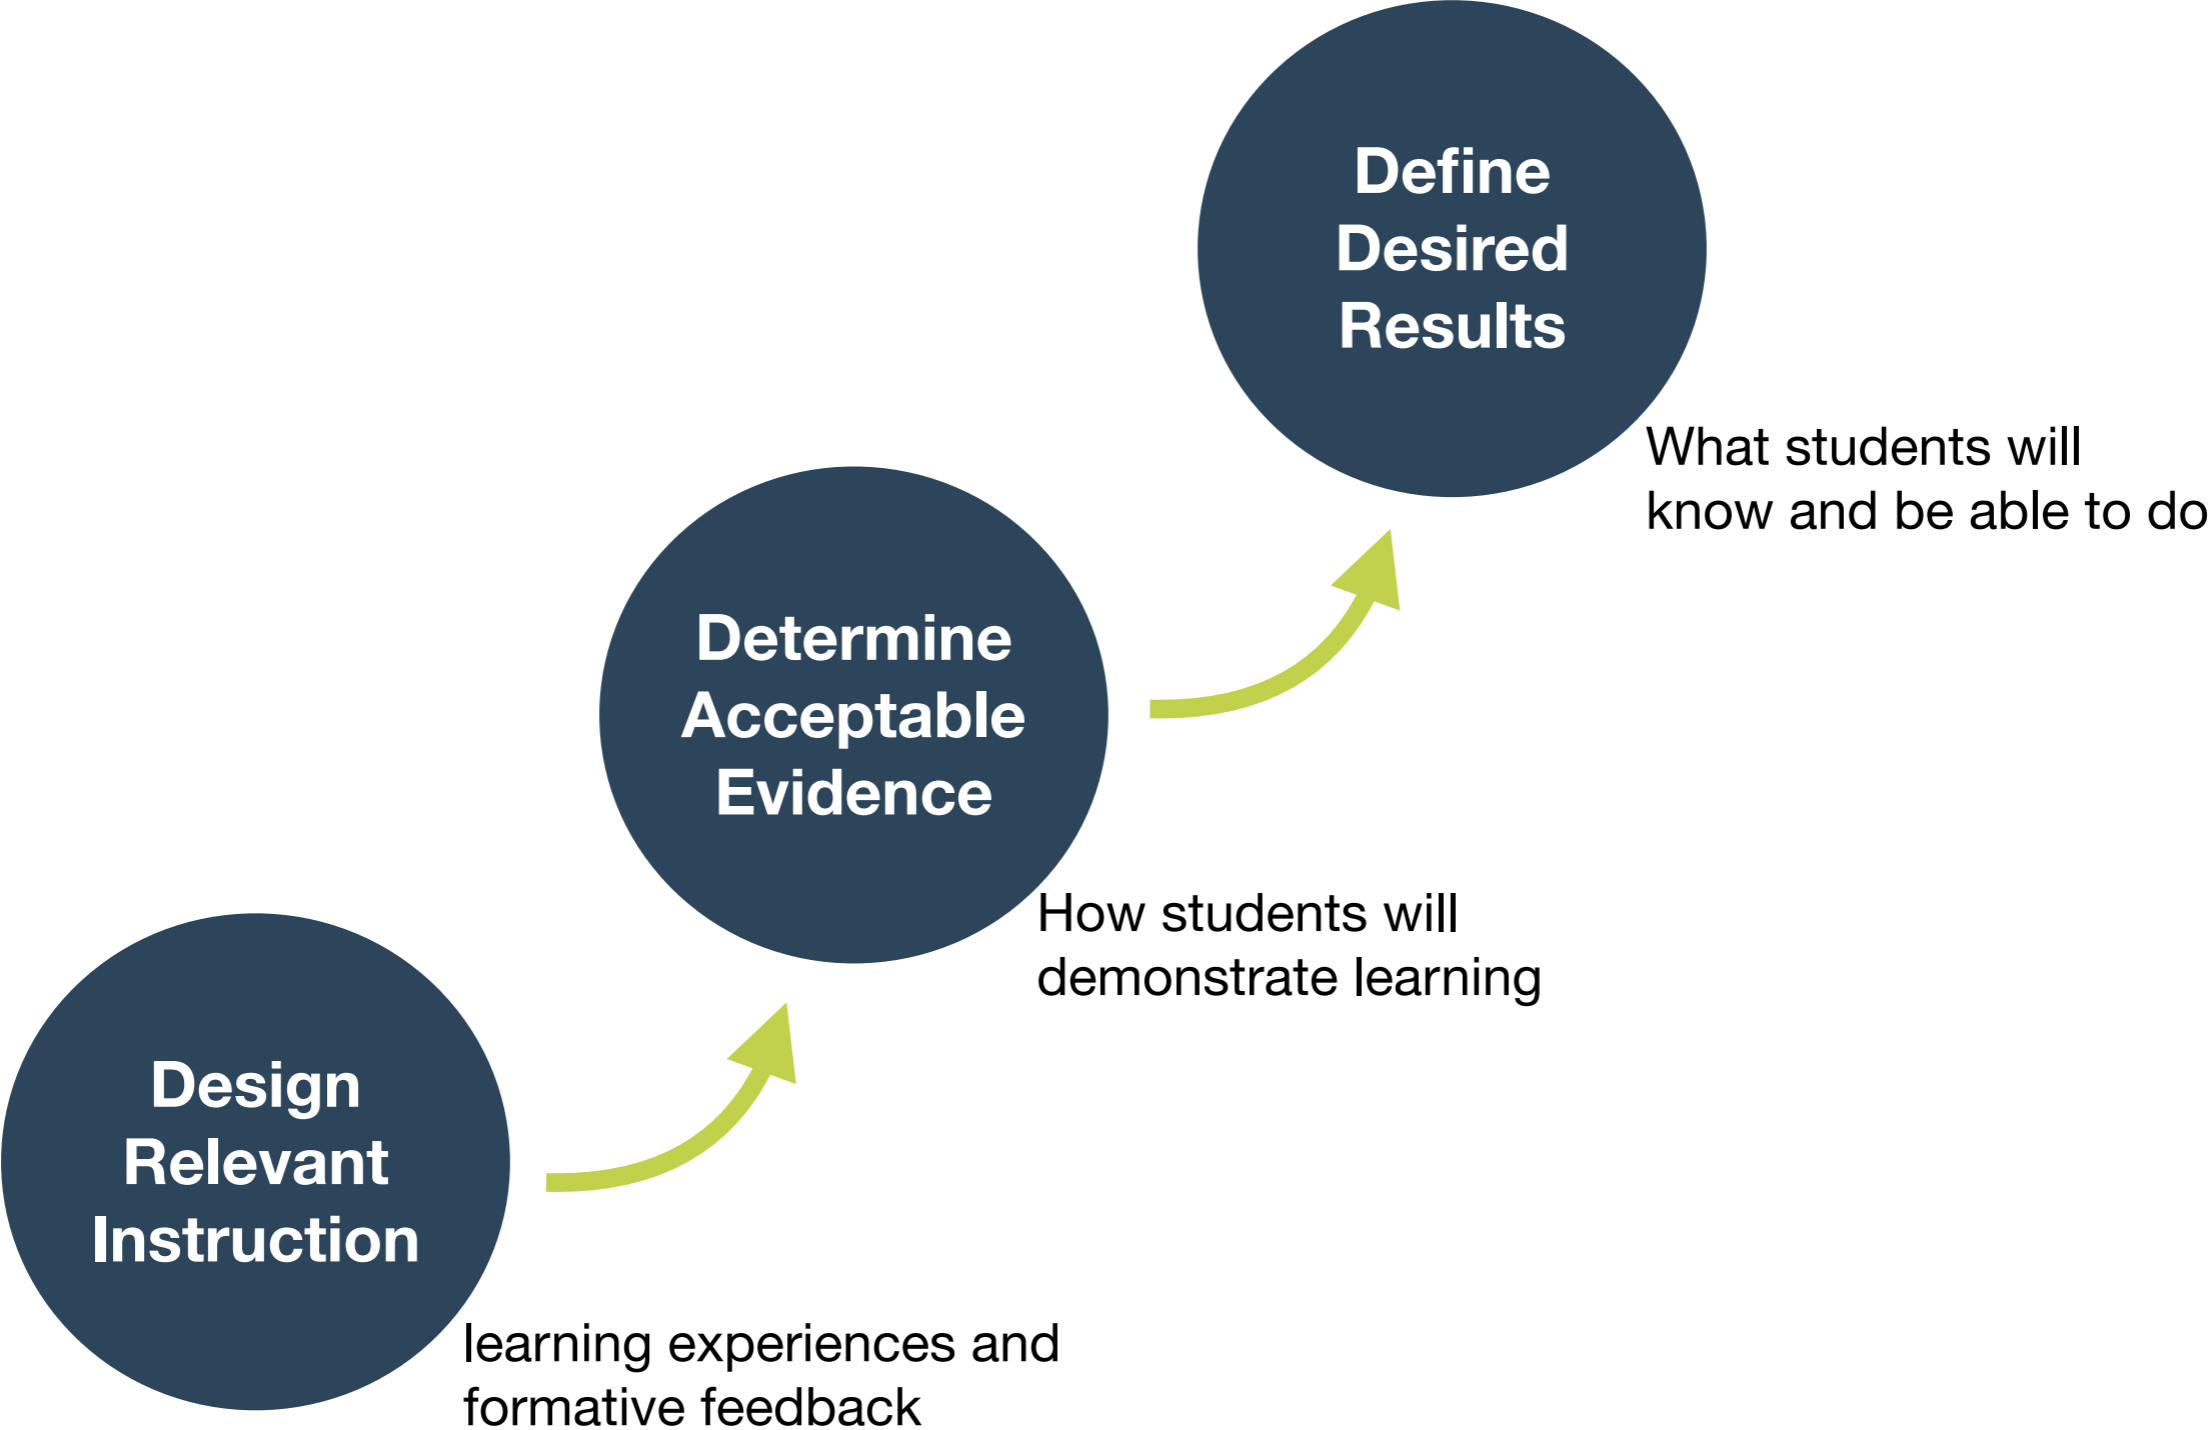 Define
Desired
Results
What students will
know and be able to do
Determine
Acceptable
Evidence
How students will
demonstrate learning
Design
Relevant
Instruction
learning experiences and
formative feedback